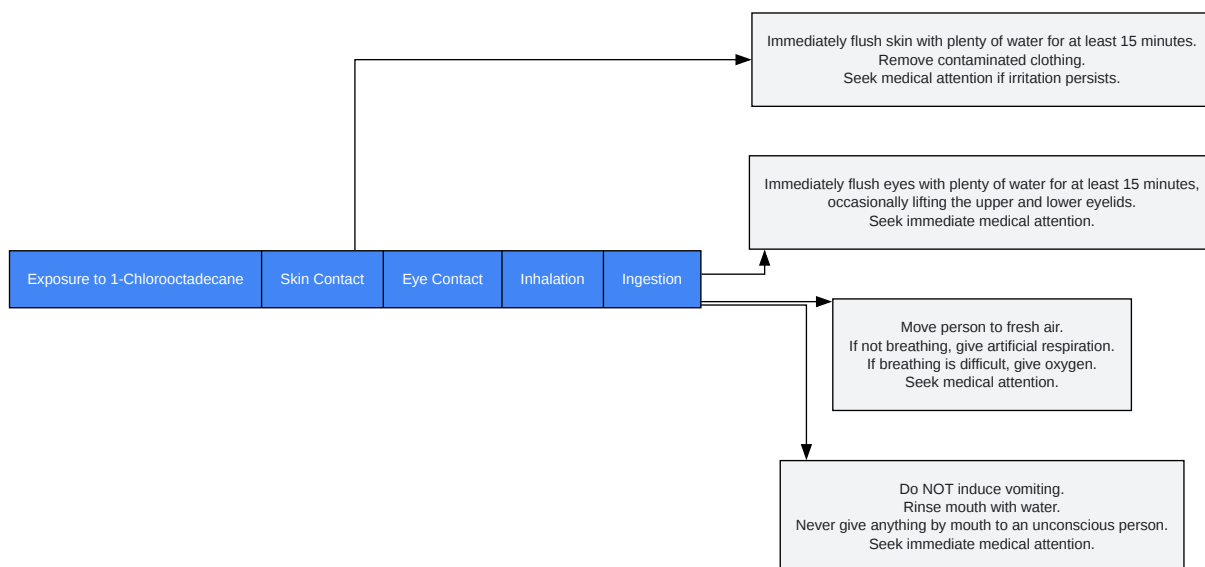 Immediately flush skin with plenty of water for at least 15 minutes.
Remove contaminated clothing.
Seek medical attention if irritation persists.
Immediately flush eyes with plenty of water for at least 15 minutes,
occasionally lifting the upper and lower eyelids.
Seek immediate medical attention.
Exposure to 1-Chlorooctadecane
Skin Contact
Eye Contact
Inhalation
Ingestion
Move person to fresh air.
If not breathing, give artificial respiration.
If breathing is difficult, give oxygen.
Seek medical attention.
Do NOT induce vomiting.
Rinse mouth with water.
Never give anything by mouth to an unconscious person.
Seek immediate medical attention.